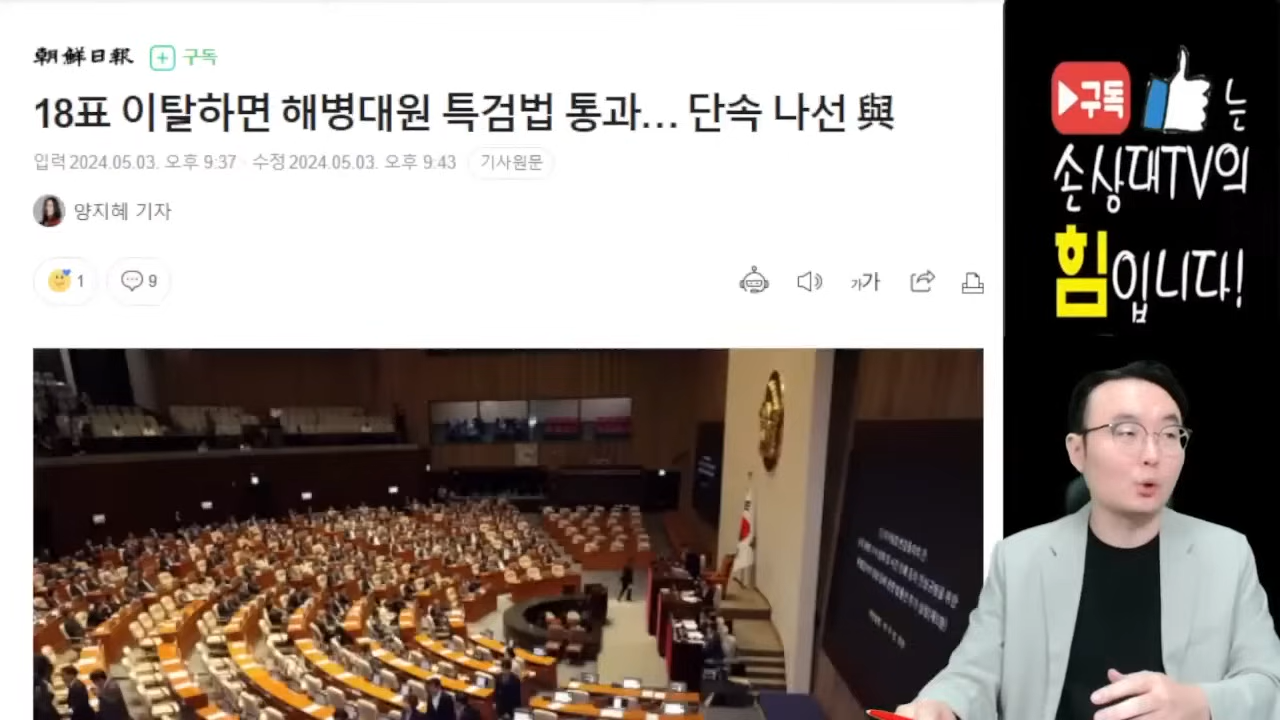 朝鮮日報 구독
18표 이탈하면 해병대원 특검법 통과... 단속 나선 與
입력 2024.05.03. 오후 9:37 수정 2024.05.03. 오후 9:43 기사원문
양지혜 기자
1 9 가가
구독 는
손상대TV의
힘입니다!